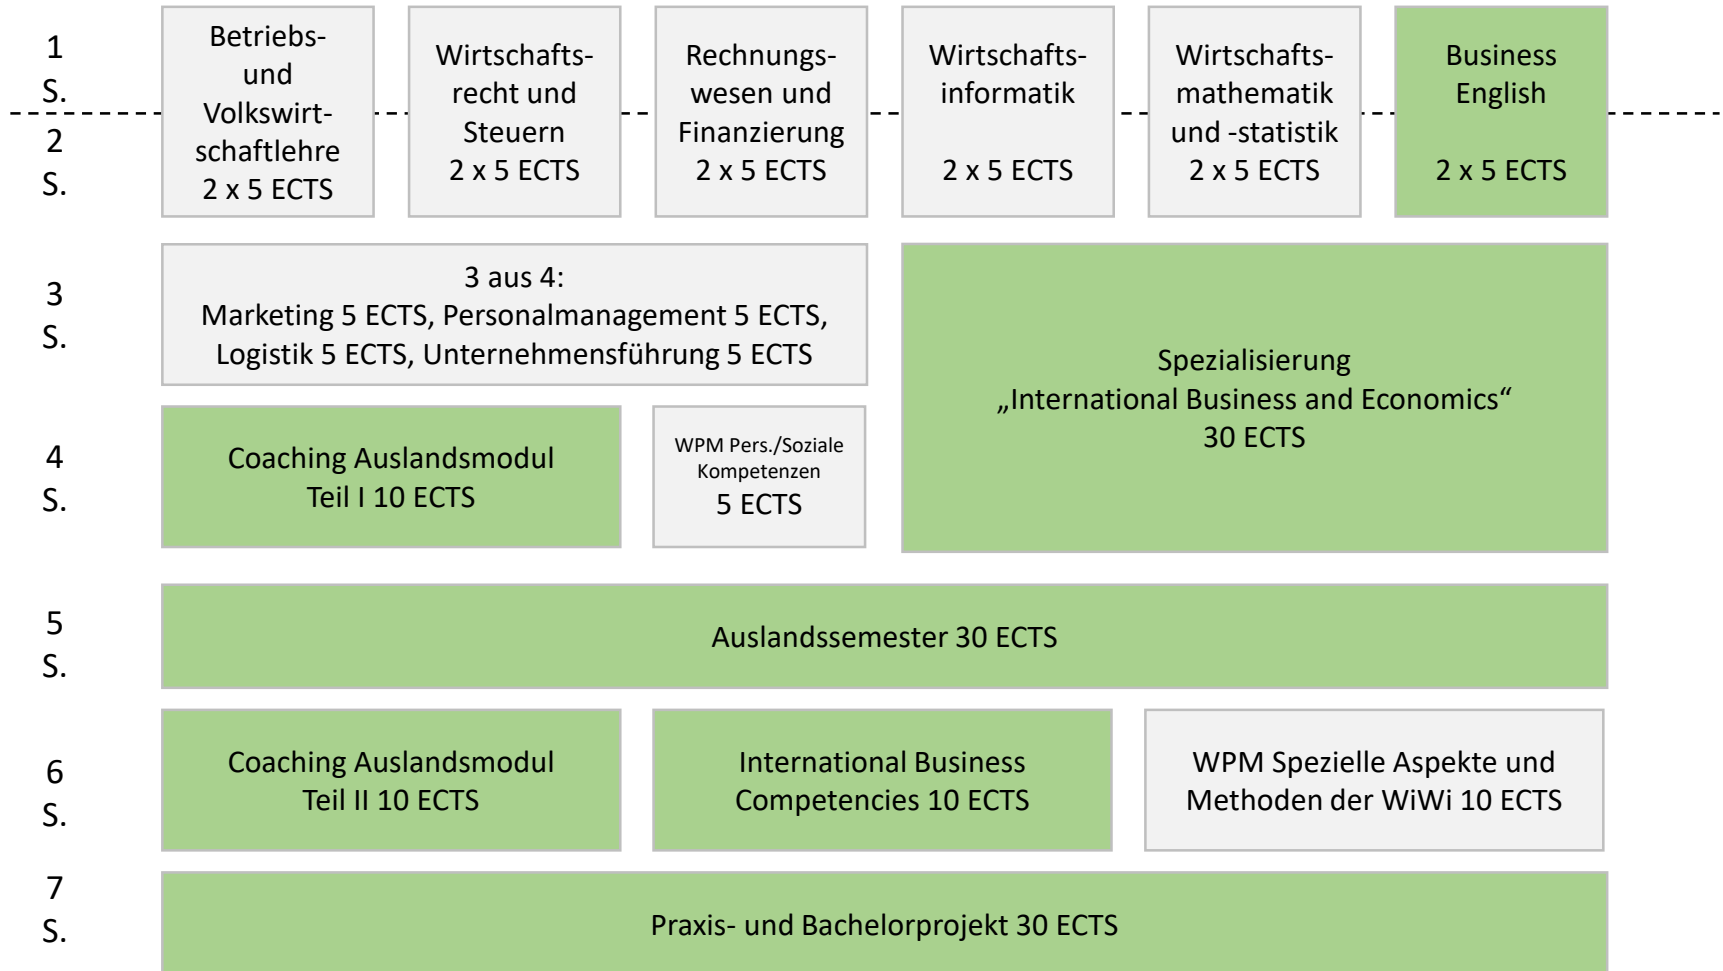 1
S.
2
S.
Betriebs-
und
Volkswirt-
schaftlehre
2 x 5 ECTS
Wirtschafts-
recht und
Steuern
2 x 5 ECTS
Rechnungs-
wesen und
Finanzierung
2 x 5 ECTS
Wirtschafts-
informatik
2 x 5 ECTS
Wirtschafts-
mathematik
und -statistik
2 x 5 ECTS
Business
English
2 x 5 ECTS
3
S.
3 aus 4:
Marketing 5 ECTS, Personalmanagement 5 ECTS,
Logistik 5 ECTS, Unternehmensführung 5 ECTS
Spezialisierung
„International Business and Economics“
30 ECTS
4
S.
Coaching Auslandsmodul
Teil I 10 ECTS
WPM Pers./Soziale
Kompetenzen
5 ECTS
5
S.
Auslandssemester 30 ECTS
6
S.
Coaching Auslandsmodul
Teil II 10 ECTS
International Business
Competencies 10 ECTS
WPM Spezielle Aspekte und
Methoden der WiWi 10 ECTS
7
S.
Praxis- und Bachelorprojekt 30 ECTS